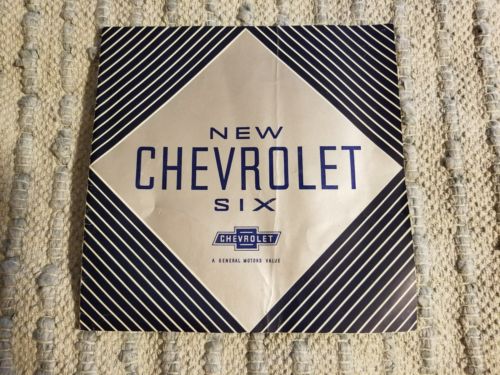 NEW
CHEVROLET
SIX
CHEVROLET
A GENERAL MOTORS VALUE